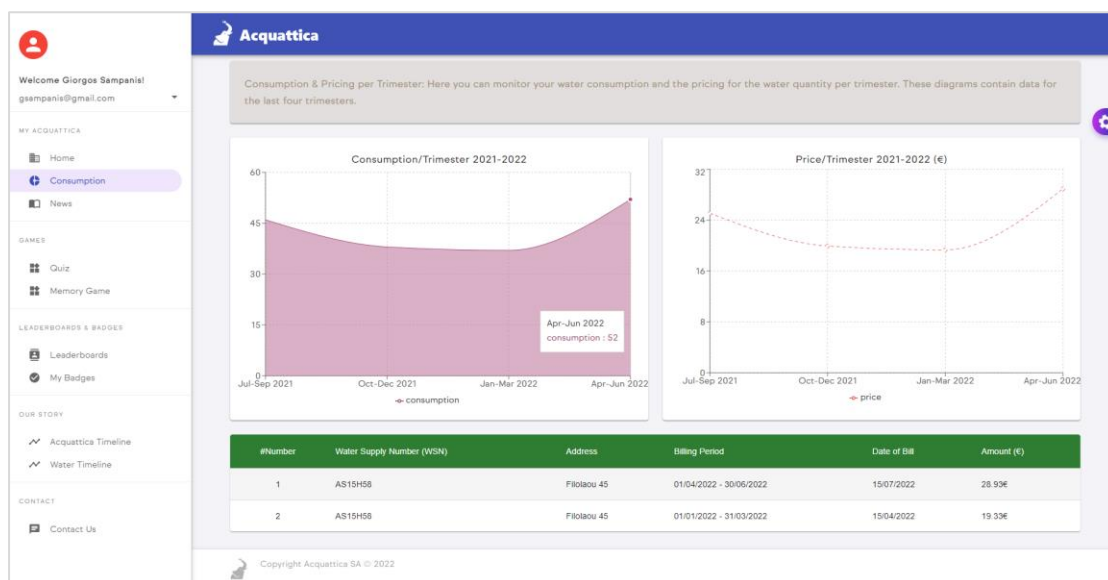 Acquattica
Welcome Giorgos Sampanis!
gsampanis@gmail.com
MY ACQUATTICA
Home
Consumption
News
GAMES
Quiz
Memory Game
LEADERBOARDS & BADGES
Leaderboards
My Badges
OUR STORY
Acquattica Timeline
Water Timeline
CONTACT
Contact Us
Consumption & Pricing per Trimester: Here you can monitor your water consumption and the pricing for the water quantity per trimester. These diagrams contain data for
the last four trimesters.
Consumption/Trimester 2021-2022
60
45
30
15
0
Apr-Jun 2022
consumption : 52
Jul-Sep 2021 Oct-Dec 2021 Jan-Mar 2022 Apr-Jun 2022
consumption
Price/Trimester 2021-2022 (€)
32
24
16
8
0
Jul-Sep 2021 Oct-Dec 2021 Jan-Mar 2022 Apr-Jun 2022
price
#Number Water Supply Number (WSN) Address Billing Period Date of Bill Amount (€)
1 AS15H58 Filolaou 45 01/04/2022 - 30/06/2022 15/07/2022 28.93€
2 AS15H58 Filolaou 45 01/01/2022 - 31/03/2022 15/04/2022 19.33€
Copyright Acquattica SA © 2022